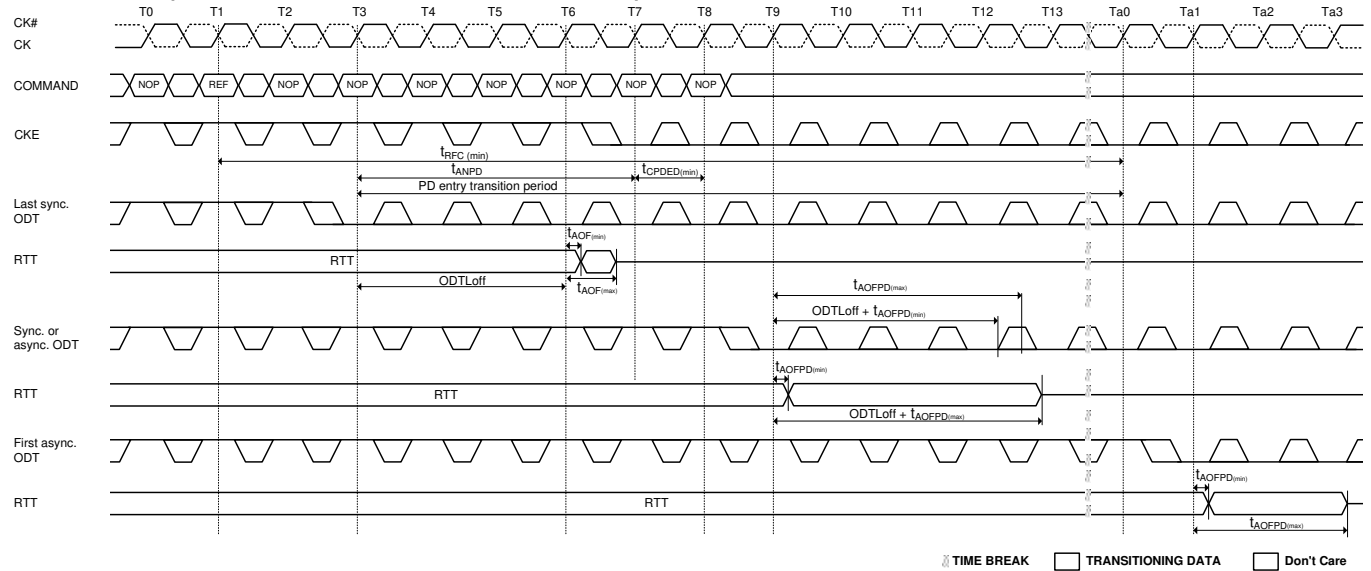 T0 T1 T2 T3 T4 T5 T6 T7 T8 T9 T10 T11 T12 T13 Ta0 Ta1 Ta2 Ta3
CK#
CK
COMMAND NOP REF NOP NOP NOP NOP NOP NOP NOP
CKE
tRFC (min)
tANPD tCPDED(min)
PD entry transition period
Last sync.
ODT
tAOF(min)
RTT RTT
ODTLoff tAOF(max)
tAOFPD(max)
ODTLoff + tAOFPD(min)
Sync. or
async. ODT
tAOFPD(min)
RTT RTT
ODTLoff + tAOFPD(max)
First async.
ODT
tAOFPD(min)
RTT RTT
tAOFPD(max)
TIME BREAK TRANSITIONING DATA Don't Care